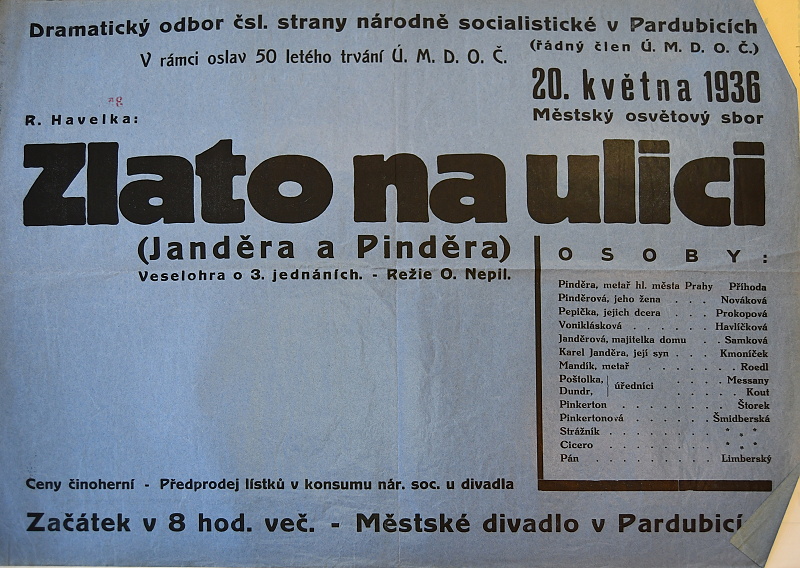 Dramatický odbor čsl. strany národně socialistické v Pardubicích
(řádný člen Ú. M. D. O. Č.)
V rámci oslav 50 letého trvání Ú. M. D. O. Č.
20. května 1936
Městský osvětový sbor
R. Havelka:
Zlato na ulici
(Janděra a Pinděra)
Veselohra o 3. jednáních. - Režie O. Nepil.
OSOBY:
Pinděra, metař hl. města Prahy Příhoda
Pinděrová, jeho žena . . . Nováková
Pepička, jejich dcera . . . . Prokopová
Voniklásková . . . . . Havlíčková
Janděrová, majitelka domu . . Samková
Karel Janděra, její syn . . . Kmoníček
Mandík, metař . . . . . Roedl
Poštolka, úředníci . . . . . Messany
Dundr, . . . . . Kout
Pinkerton . . . . . . . Štorek
Pinkertonová . . . . . Šmidberská
Strážník . . . . . . . * * *
Cicero . . . . . . . * * *
Pán . . . . . . . . Limberský
Ceny činoherní - Předprodej lístků v konsumu nár. soc. u divadla
Začátek v 8 hod. več. - Městské divadlo v Pardubicí